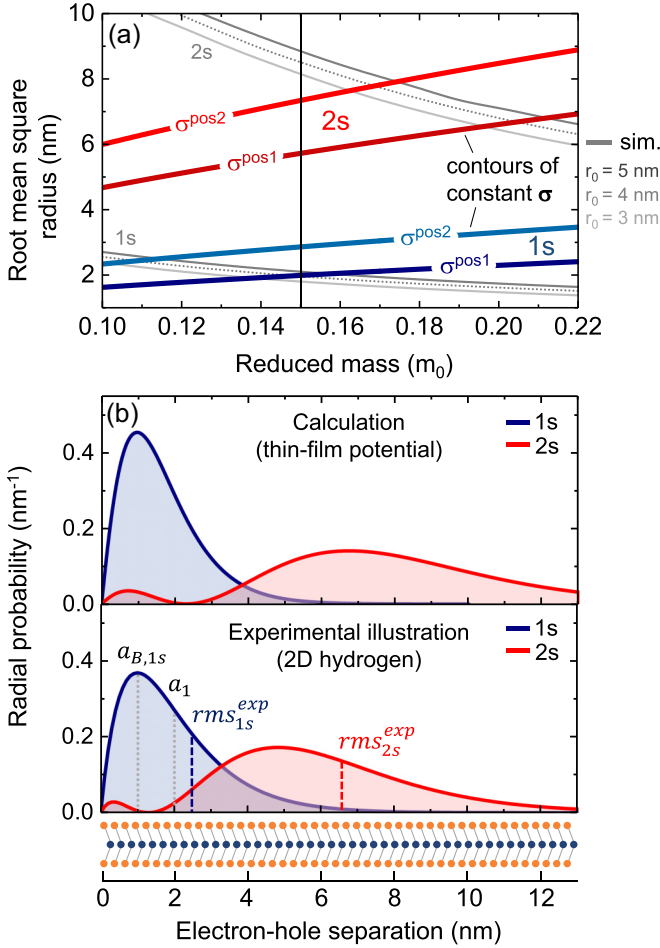 (a)
10
8
6
4
2
Root mean square
radius (nm)
2s
σpos2
2s
σpos1
contours of
constant σ
1s
σpos2
1s
σpos1
sim.
r0 = 5 nm
r0 = 4 nm
r0 = 3 nm
0.10 0.12 0.14 0.16 0.18 0.20 0.22
Reduced mass (m0)
(b)
Calculation
(thin-film potential)
1s
2s
0.4
0.2
0.0
Radial probability (nm-1)
Experimental illustration
(2D hydrogen)
1s
2s
aB,1s
a1
rms1sexp
rms2sexp
0.4
0.2
0.0
0 2 4 6 8 10 12
Electron-hole separation (nm)